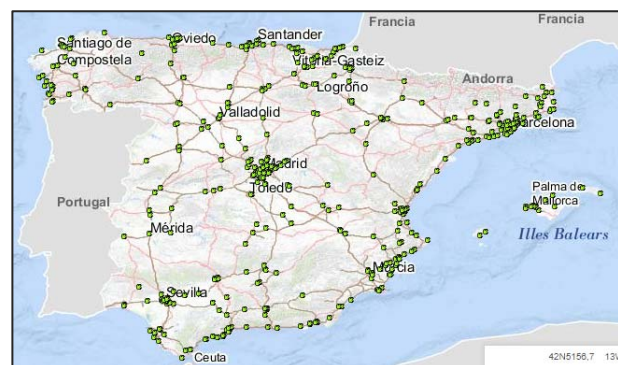 Francia
Francia
Santander
Oviedo
Santiago de
Compostela
Vitoria-Gasteiz
Andorra
Logroño
Valladolid
Barcelona
Madrid
Toledo
Palma de
Mallorca
Portugal
Mérida
Illes Balears
Murcia
Sevilla
Ceuta
42N5156,7